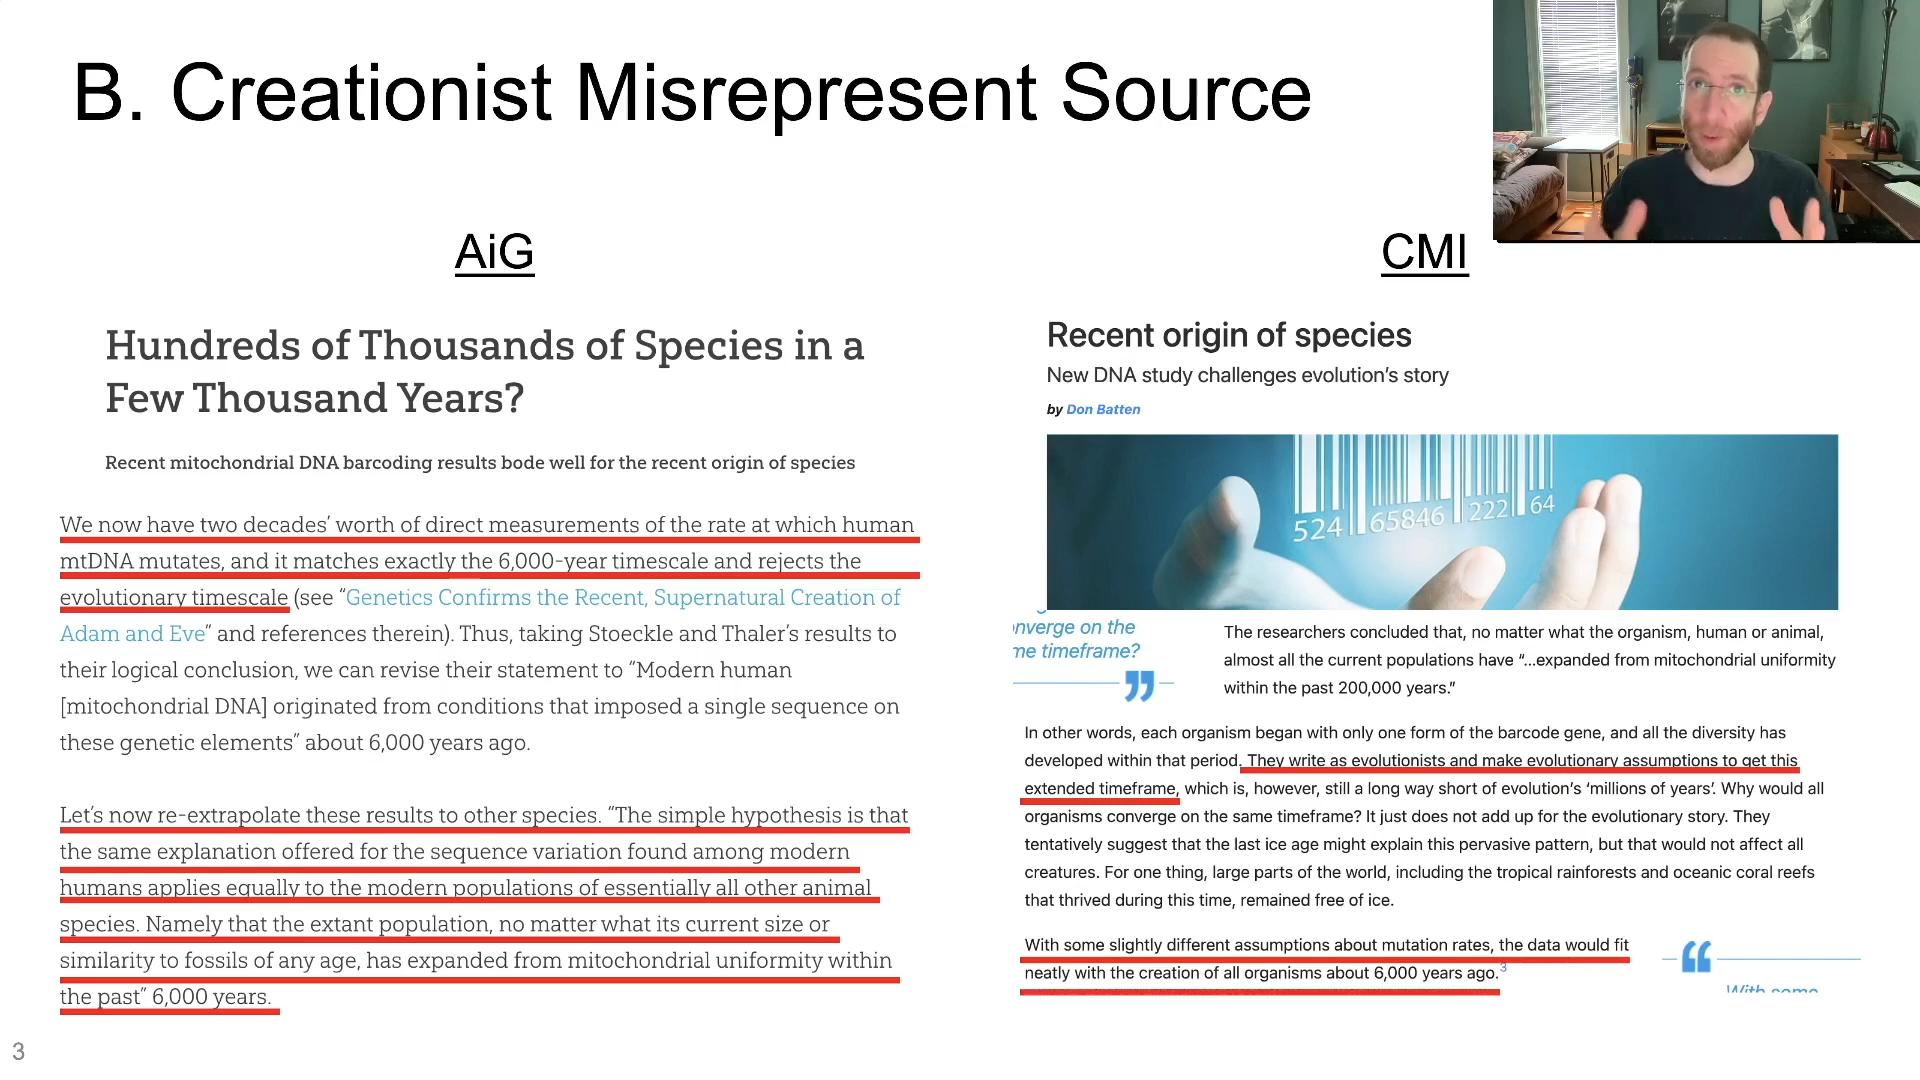 B. Creationist Misrepresent Source
AiG
Hundreds of Thousands of Species in a
Few Thousand Years?
Recent mitochondrial DNA barcoding results bode well for the recent origin of species
We now have two decades’ worth of direct measurements of the rate at which human
mtDNA mutates, and it matches exactly the 6,000-year timescale and rejects the
evolutionary timescale (see “Genetics Confirms the Recent, Supernatural Creation of
Adam and Eve” and references therein). Thus, taking Stoeckle and Thaler’s results to
their logical conclusion, we can revise their statement to “Modern human
[mitochondrial DNA] originated from conditions that imposed a single sequence on
these genetic elements” about 6,000 years ago.
Let’s now re-extrapolate these results to other species. “The simple hypothesis is that
the same explanation offered for the sequence variation found among modern
humans applies equally to the modern populations of essentially all other animal
species. Namely that the extant population, no matter what its current size or
similarity to fossils of any age, has expanded from mitochondrial uniformity within
the past” 6,000 years.
CMI
Recent origin of species
New DNA study challenges evolution’s story
by Don Batten
524 65846 222 64
nverge on the
me timeframe?
”
The researchers concluded that, no matter what the organism, human or animal,
almost all the current populations have “...expanded from mitochondrial uniformity
within the past 200,000 years.”
In other words, each organism began with only one form of the barcode gene, and all the diversity has
developed within that period. They write as evolutionists and make evolutionary assumptions to get this
extended timeframe, which is, however, still a long way short of evolution’s ‘millions of years’. Why would all
organisms converge on the same timeframe? It just does not add up for the evolutionary story. They
tentatively suggest that the last ice age might explain this pervasive pattern, but that would not affect all
creatures. For one thing, large parts of the world, including the tropical rainforests and oceanic coral reefs
that thrived during this time, remained free of ice.
With some slightly different assumptions about mutation rates, the data would fit
neatly with the creation of all organisms about 6,000 years ago.3
“
With some
3